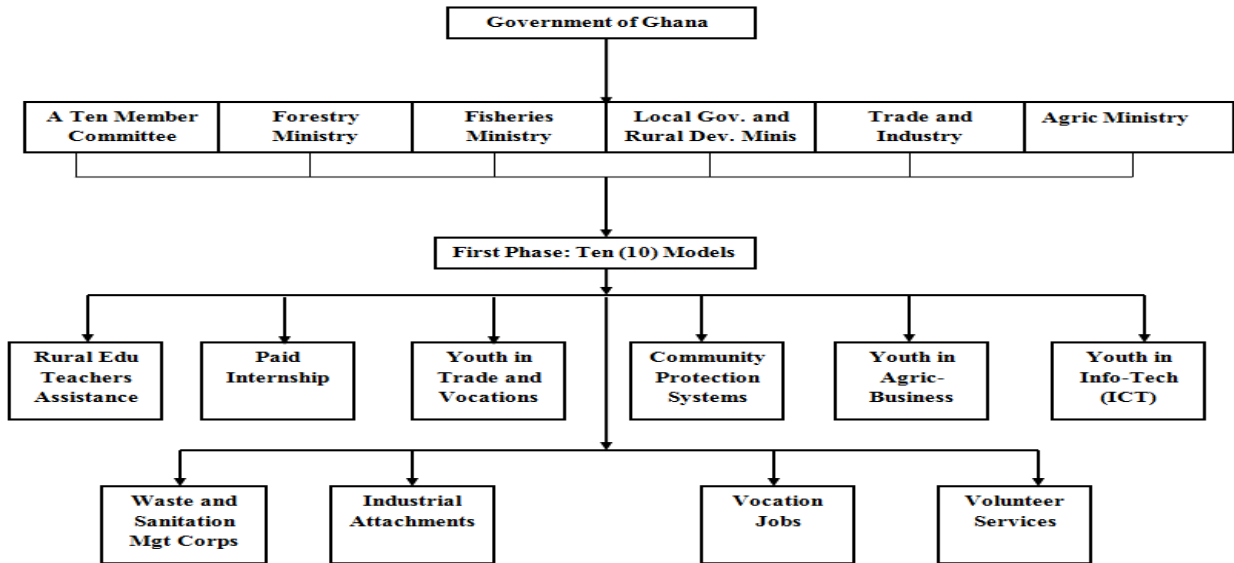 Government of Ghana
A Ten Member
Committee
Forestry
Ministry
Fisheries
Ministry
Local Gov. and
Rural Dev. Minis
Trade and
Industry
Agric Ministry
First Phase: Ten (10) Models
Rural Edu
Teachers
Assistance
Paid
Internship
Youth in
Trade and
Vocations
Community
Protection
Systems
Youth in
Agric-
Business
Youth in
Info-Tech
(ICT)
Waste and
Sanitation
Mgt Corps
Industrial
Attachments
Vocation
Jobs
Volunteer
Services